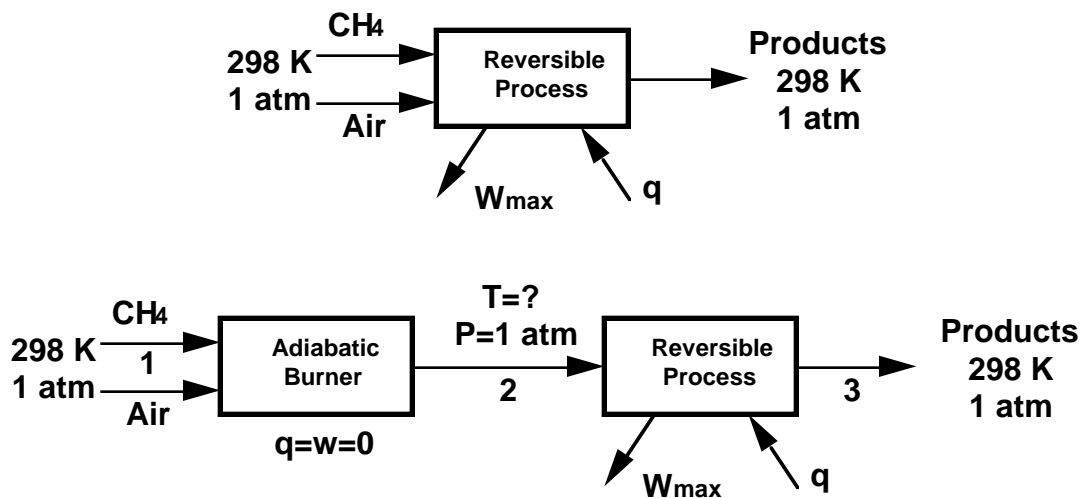 CH4
298 K
1 atm
Air
Reversible
Process
Products
298 K
1 atm
Wmax
q
CH4
298 K
1
1 atm
Air
Adiabatic
Burner
q=w=0
T=?
P=1 atm
2
Reversible
Process
3
Products
298 K
1 atm
Wmax
q